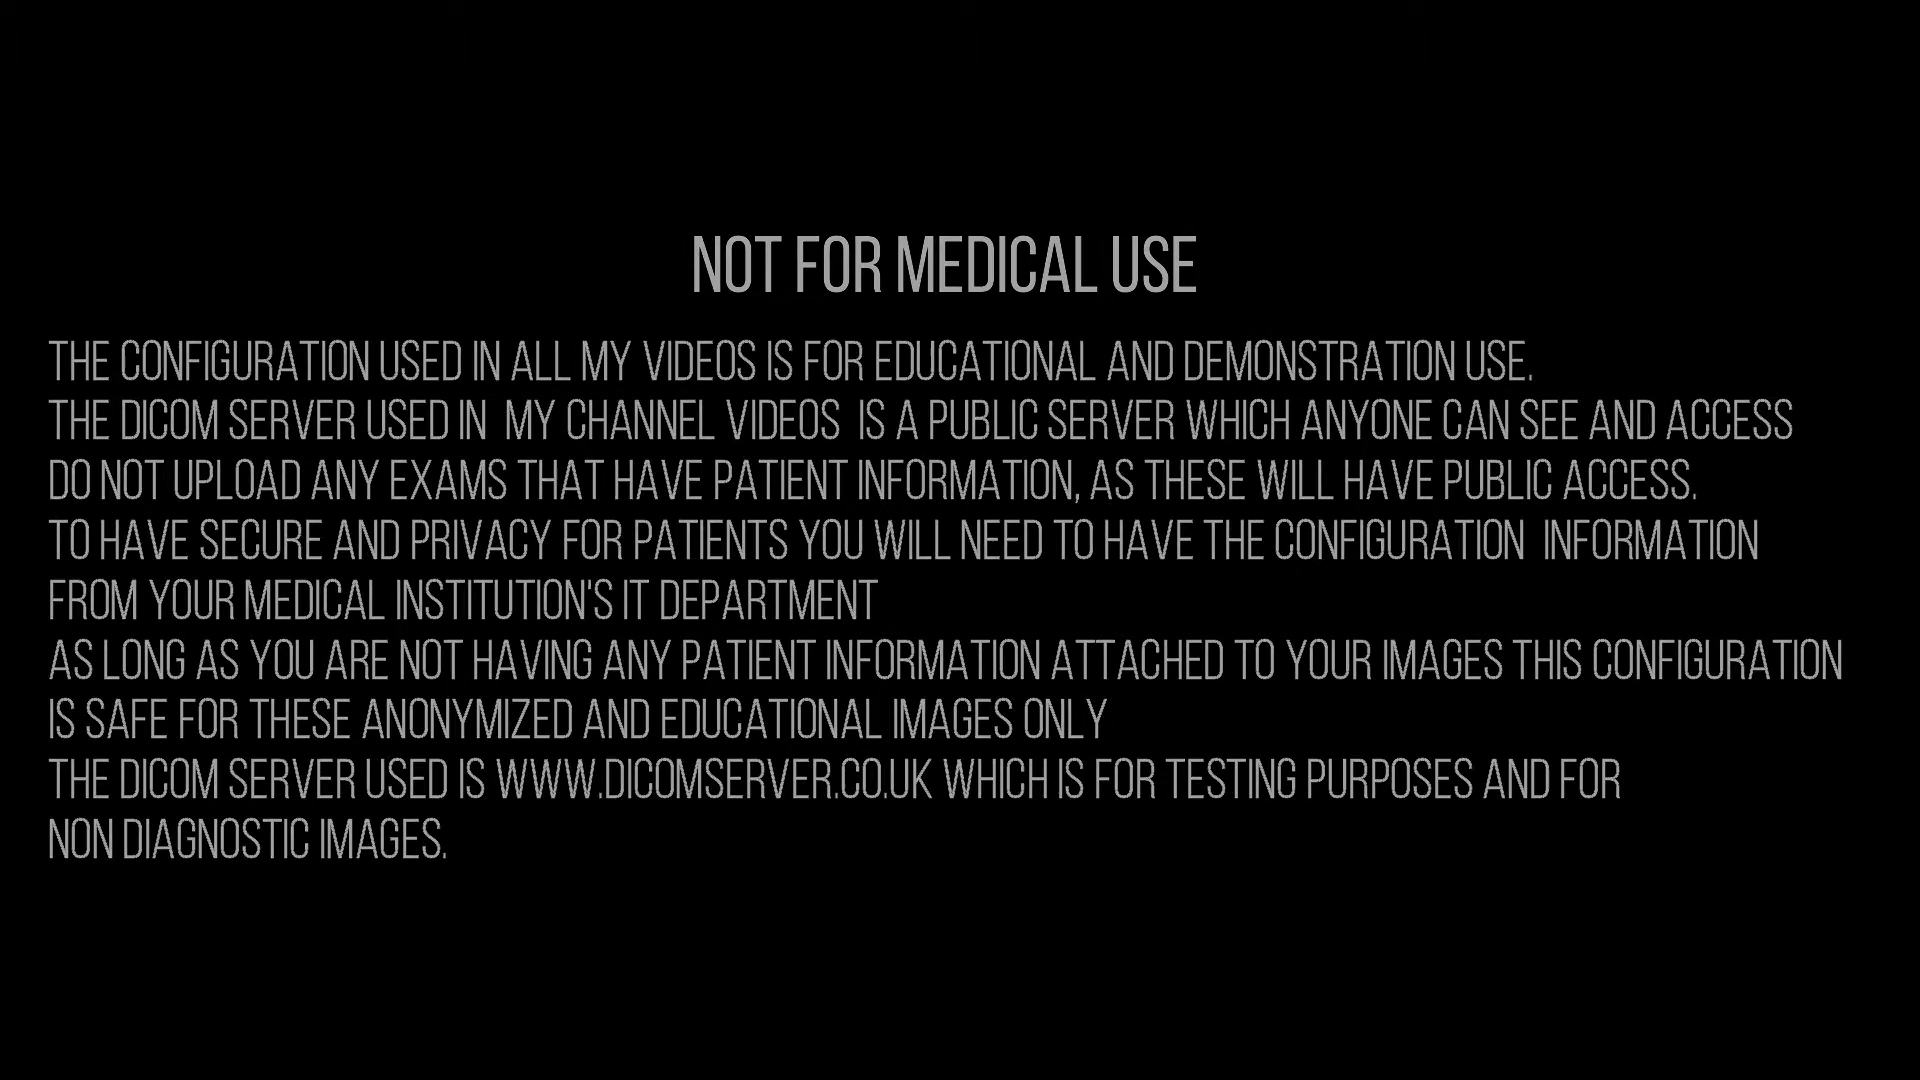 NOT FOR MEDICAL USE
THE CONFIGURATION USED IN ALL MY VIDEOS IS FOR EDUCATIONAL AND DEMONSTRATION USE.
THE DICOM SERVER USED IN MY CHANNEL VIDEOS IS A PUBLIC SERVER WHICH ANYONE CAN SEE AND ACCESS
DO NOT UPLOAD ANY EXAMS THAT HAVE PATIENT INFORMATION, AS THESE WILL HAVE PUBLIC ACCESS.
TO HAVE SECURE AND PRIVACY FOR PATIENTS YOU WILL NEED TO HAVE THE CONFIGURATION INFORMATION
FROM YOUR MEDICAL INSTITUTION'S IT DEPARTMENT
AS LONG AS YOU ARE NOT HAVING ANY PATIENT INFORMATION ATTACHED TO YOUR IMAGES THIS CONFIGURATION
IS SAFE FOR THESE ANONYMIZED AND EDUCATIONAL IMAGES ONLY
THE DICOM SERVER USED IS WWW.DICOMSERVER.CO.UK WHICH IS FOR TESTING PURPOSES AND FOR
NON DIAGNOSTIC IMAGES.